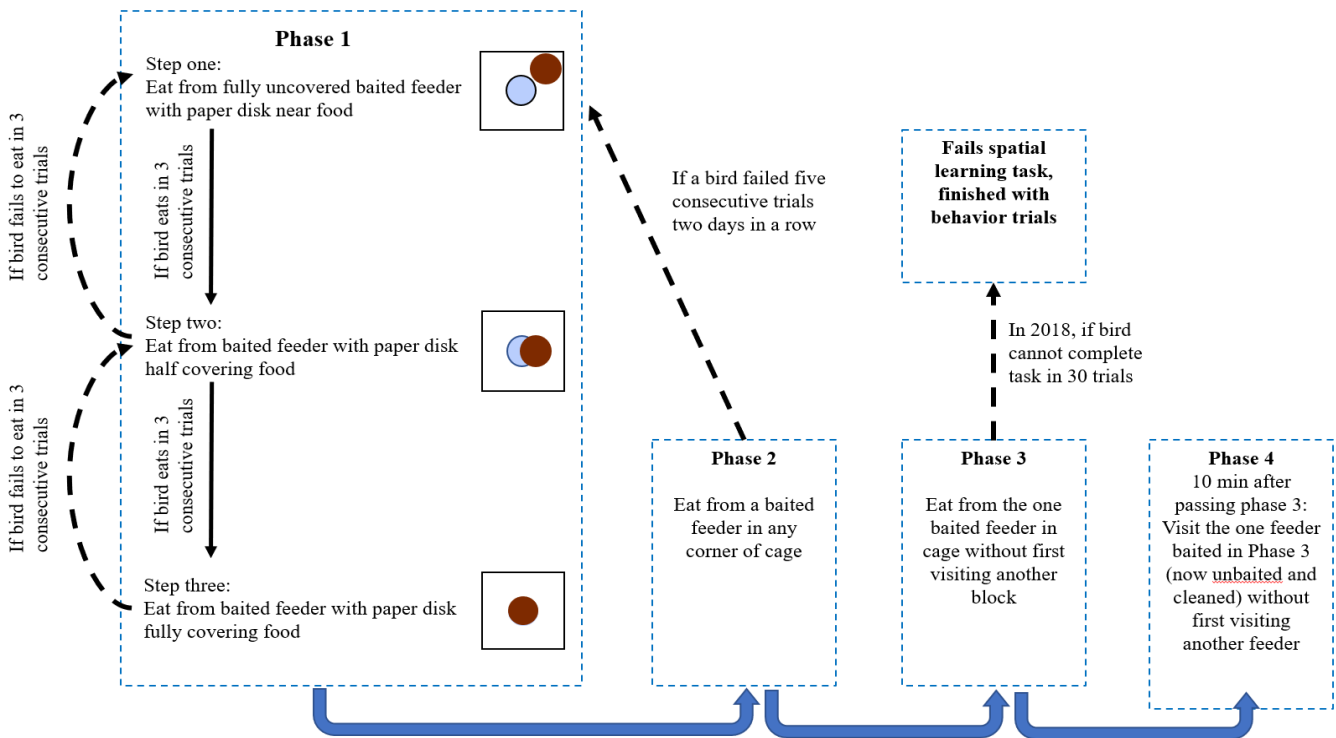 Phase 1
Step one:
Eat from fully uncovered baited feeder
with paper disk near food
If bird fails to eat in 3
consecutive trials
If bird eats in 3
consecutive trials
Step two:
Eat from baited feeder with paper disk
half covering food
If bird fails to eat in 3
consecutive trials
If bird eats in 3
consecutive trials
Step three:
Eat from baited feeder with paper disk
fully covering food
If a bird failed five
consecutive trials
two days in a row
Phase 2
Eat from a baited
feeder in any
corner of cage
Fails spatial
learning task,
finished with
behavior trials
In 2018, if bird
cannot complete
task in 30 trials
Phase 3
Eat from the one
baited feeder in
cage without first
visiting another
block
Phase 4
10 min after
passing phase 3:
Visit the one feeder
baited in Phase 3
(now unbaited and
cleaned) without
first visiting
another feeder